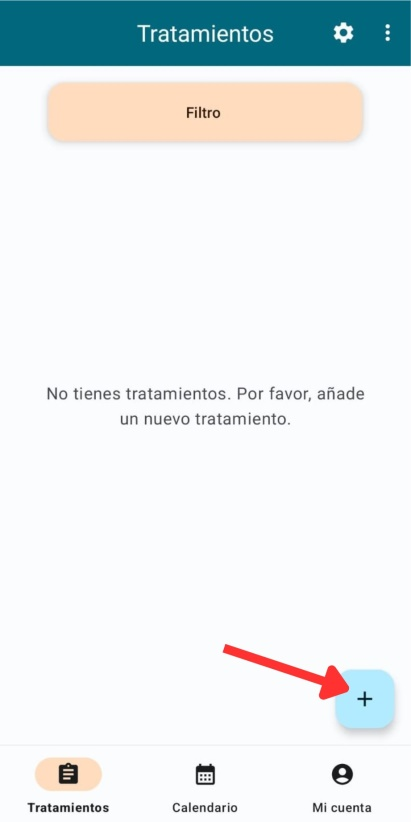 Tratamientos
Filtro
No tienes tratamientos. Por favor, añade
un nuevo tratamiento.
+
Tratamientos Calendario Mi cuenta